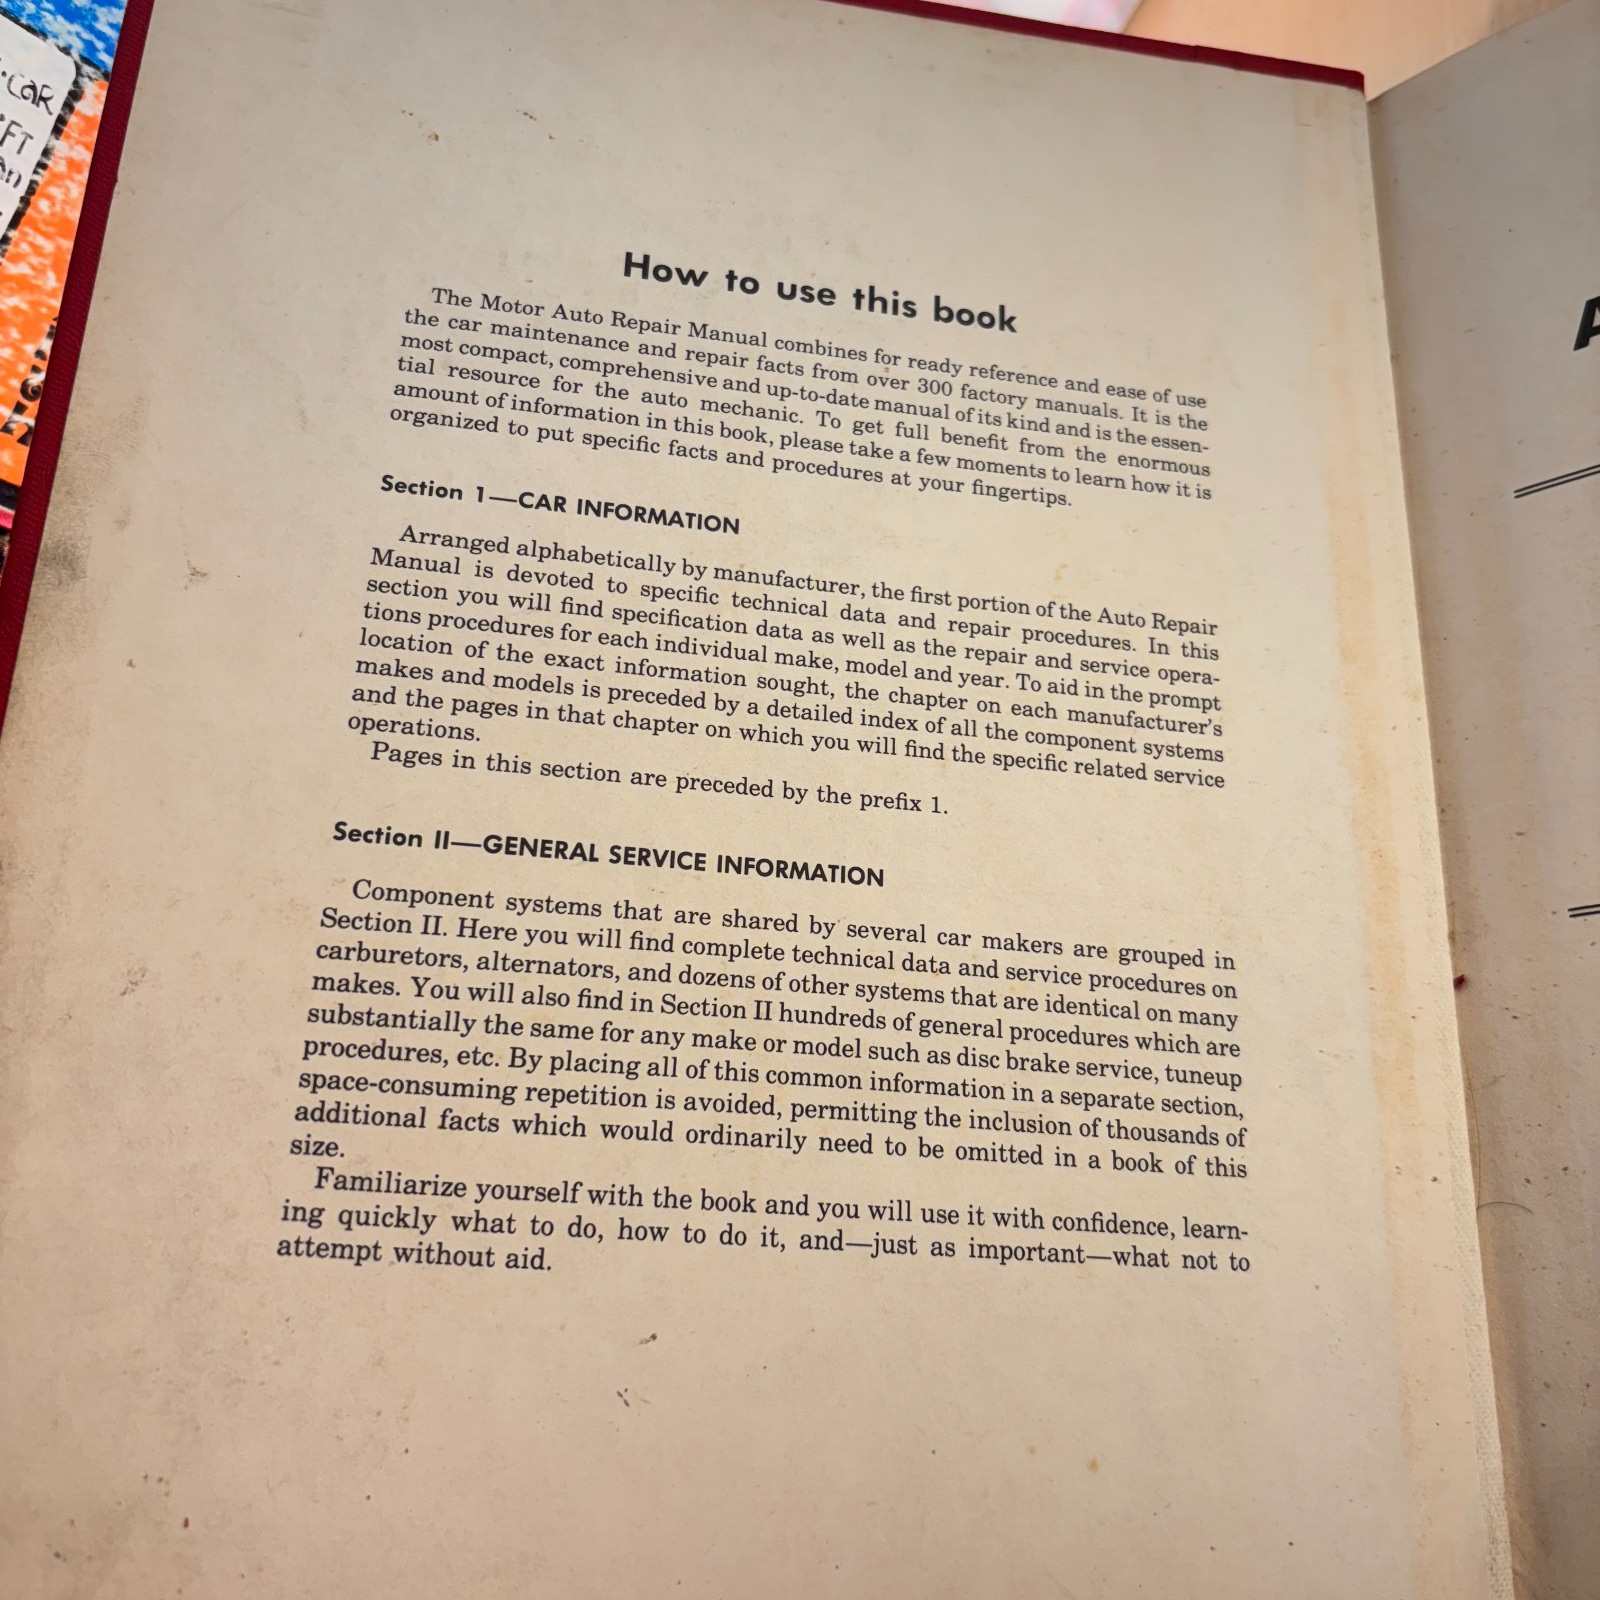 CaR
FT
an
How to use this book
The Motor Auto Repair Manual combines for ready reference and ease of use
the car maintenance and repair facts from over 300 factory manuals. It is the
most compact, comprehensive and up-to-date manual of its kind and is the essen-
tial resource for the auto mechanic. To get full benefit from the enormous
amount of information in this book, please take a few moments to learn how it is
organized to put specific facts and procedures at your fingertips.
Section 1—CAR INFORMATION
Arranged alphabetically by manufacturer, the first portion of the Auto Repair
Manual is devoted to specific technical data and repair procedures. In this
section you will find specification data as well as the repair and service opera-
tions procedures for each individual make, model and year. To aid in the prompt
location of the exact information sought, the chapter on each manufacturer's
makes and models is preceded by a detailed index of all the component systems
and the pages in that chapter on which you will find the specific related service
operations.
Pages in this section are preceded by the prefix 1.
Section II—GENERAL SERVICE INFORMATION
Component systems that are shared by several car makers are grouped in
Section II. Here you will find complete technical data and service procedures on
carburetors, alternators, and dozens of other systems that are identical on many
makes. You will also find in Section II hundreds of general procedures which are
substantially the same for any make or model such as disc brake service, tuneup
procedures, etc. By placing all of this common information in a separate section,
space-consuming repetition is avoided, permitting the inclusion of thousands of
additional facts which would ordinarily need to be omitted in a book of this
size.
Familiarize yourself with the book and you will use it with confidence, learn-
ing quickly what to do, how to do it, and—just as important—what not to
attempt without aid.
A